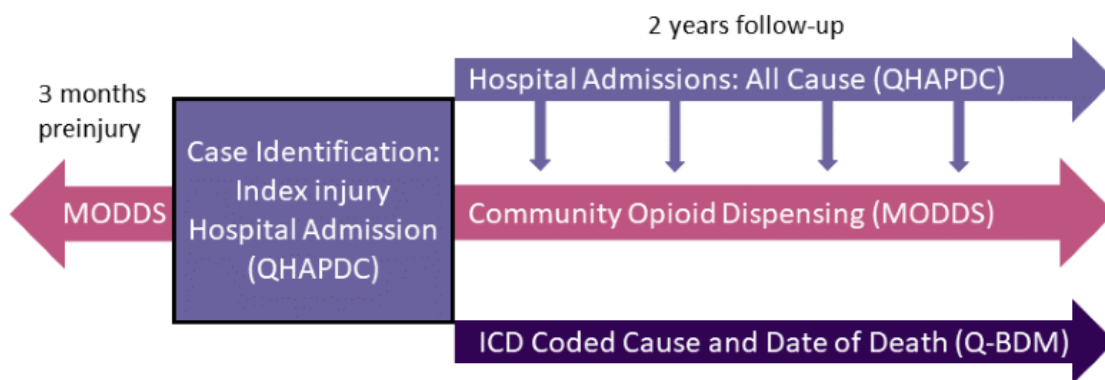 2 years follow-up
3 months
preinjury
Hospital Admissions: All Cause (QHAPDC)
Case Identification:
Index injury
Hospital Admission
(QHAPDC)
MODDS
Community Opioid Dispensing (MODDS)
ICD Coded Cause and Date of Death (Q-BDM)